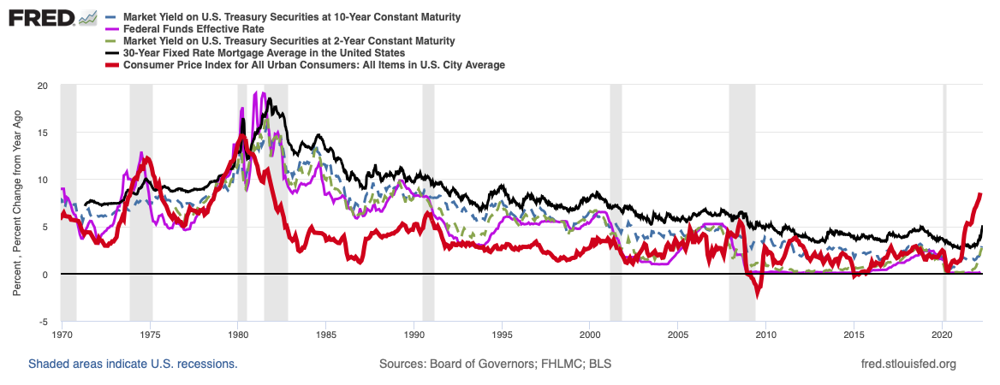 FRED
Market Yield on U.S. Treasury Securities at 10-Year Constant Maturity
Federal Funds Effective Rate
Market Yield on U.S. Treasury Securities at 2-Year Constant Maturity
30-Year Fixed Rate Mortgage Average in the United States
Consumer Price Index for All Urban Consumers: All Items in U.S. City Average
Percent , Percent Change from Year Ago
20
15
10
5
0
-5
1970 1975 1980 1985 1990 1995 2000 2005 2010 2015 2020
Shaded areas indicate U.S. recessions. Sources: Board of Governors; FHLMC; BLS fred.stlouisfed.org